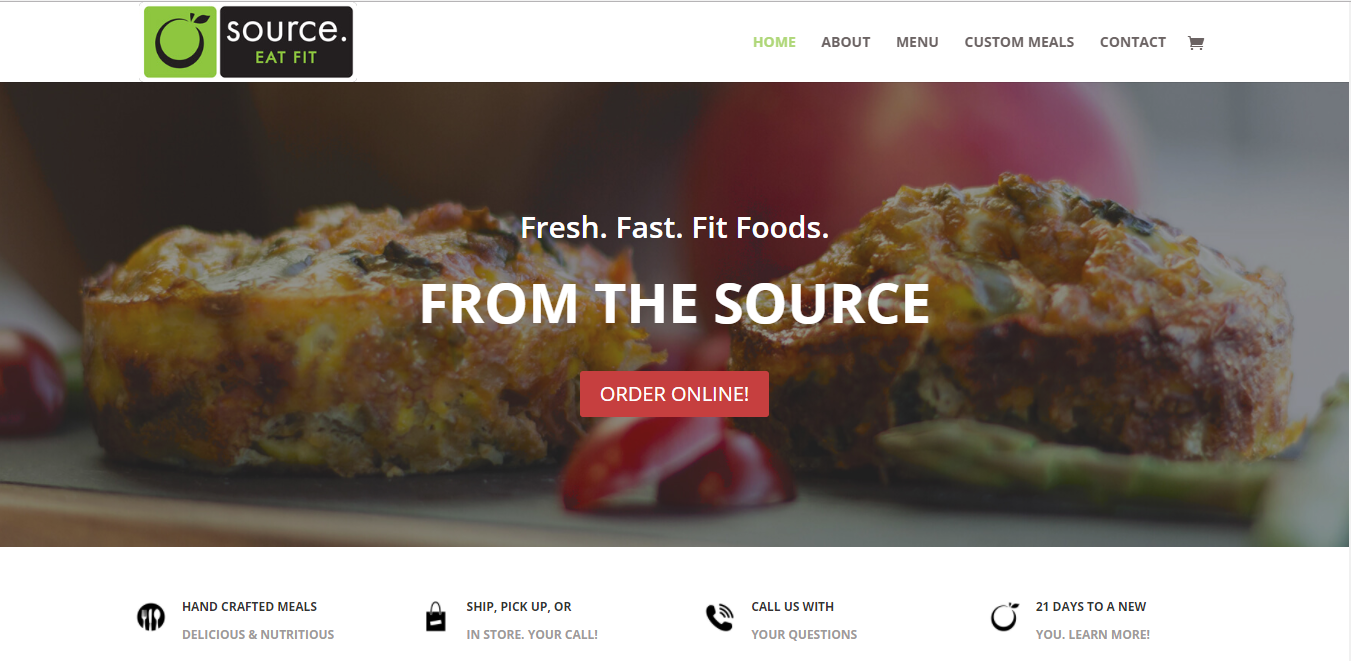 source.
EAT FIT
HOME ABOUT MENU CUSTOM MEALS CONTACT
Fresh. Fast. Fit Foods.
FROM THE SOURCE
ORDER ONLINE!
HAND CRAFTED MEALS
DELICIOUS & NUTRITIOUS
SHIP, PICK UP, OR
IN STORE. YOUR CALL!
CALL US WITH
YOUR QUESTIONS
21 DAYS TO A NEW
YOU. LEARN MORE!